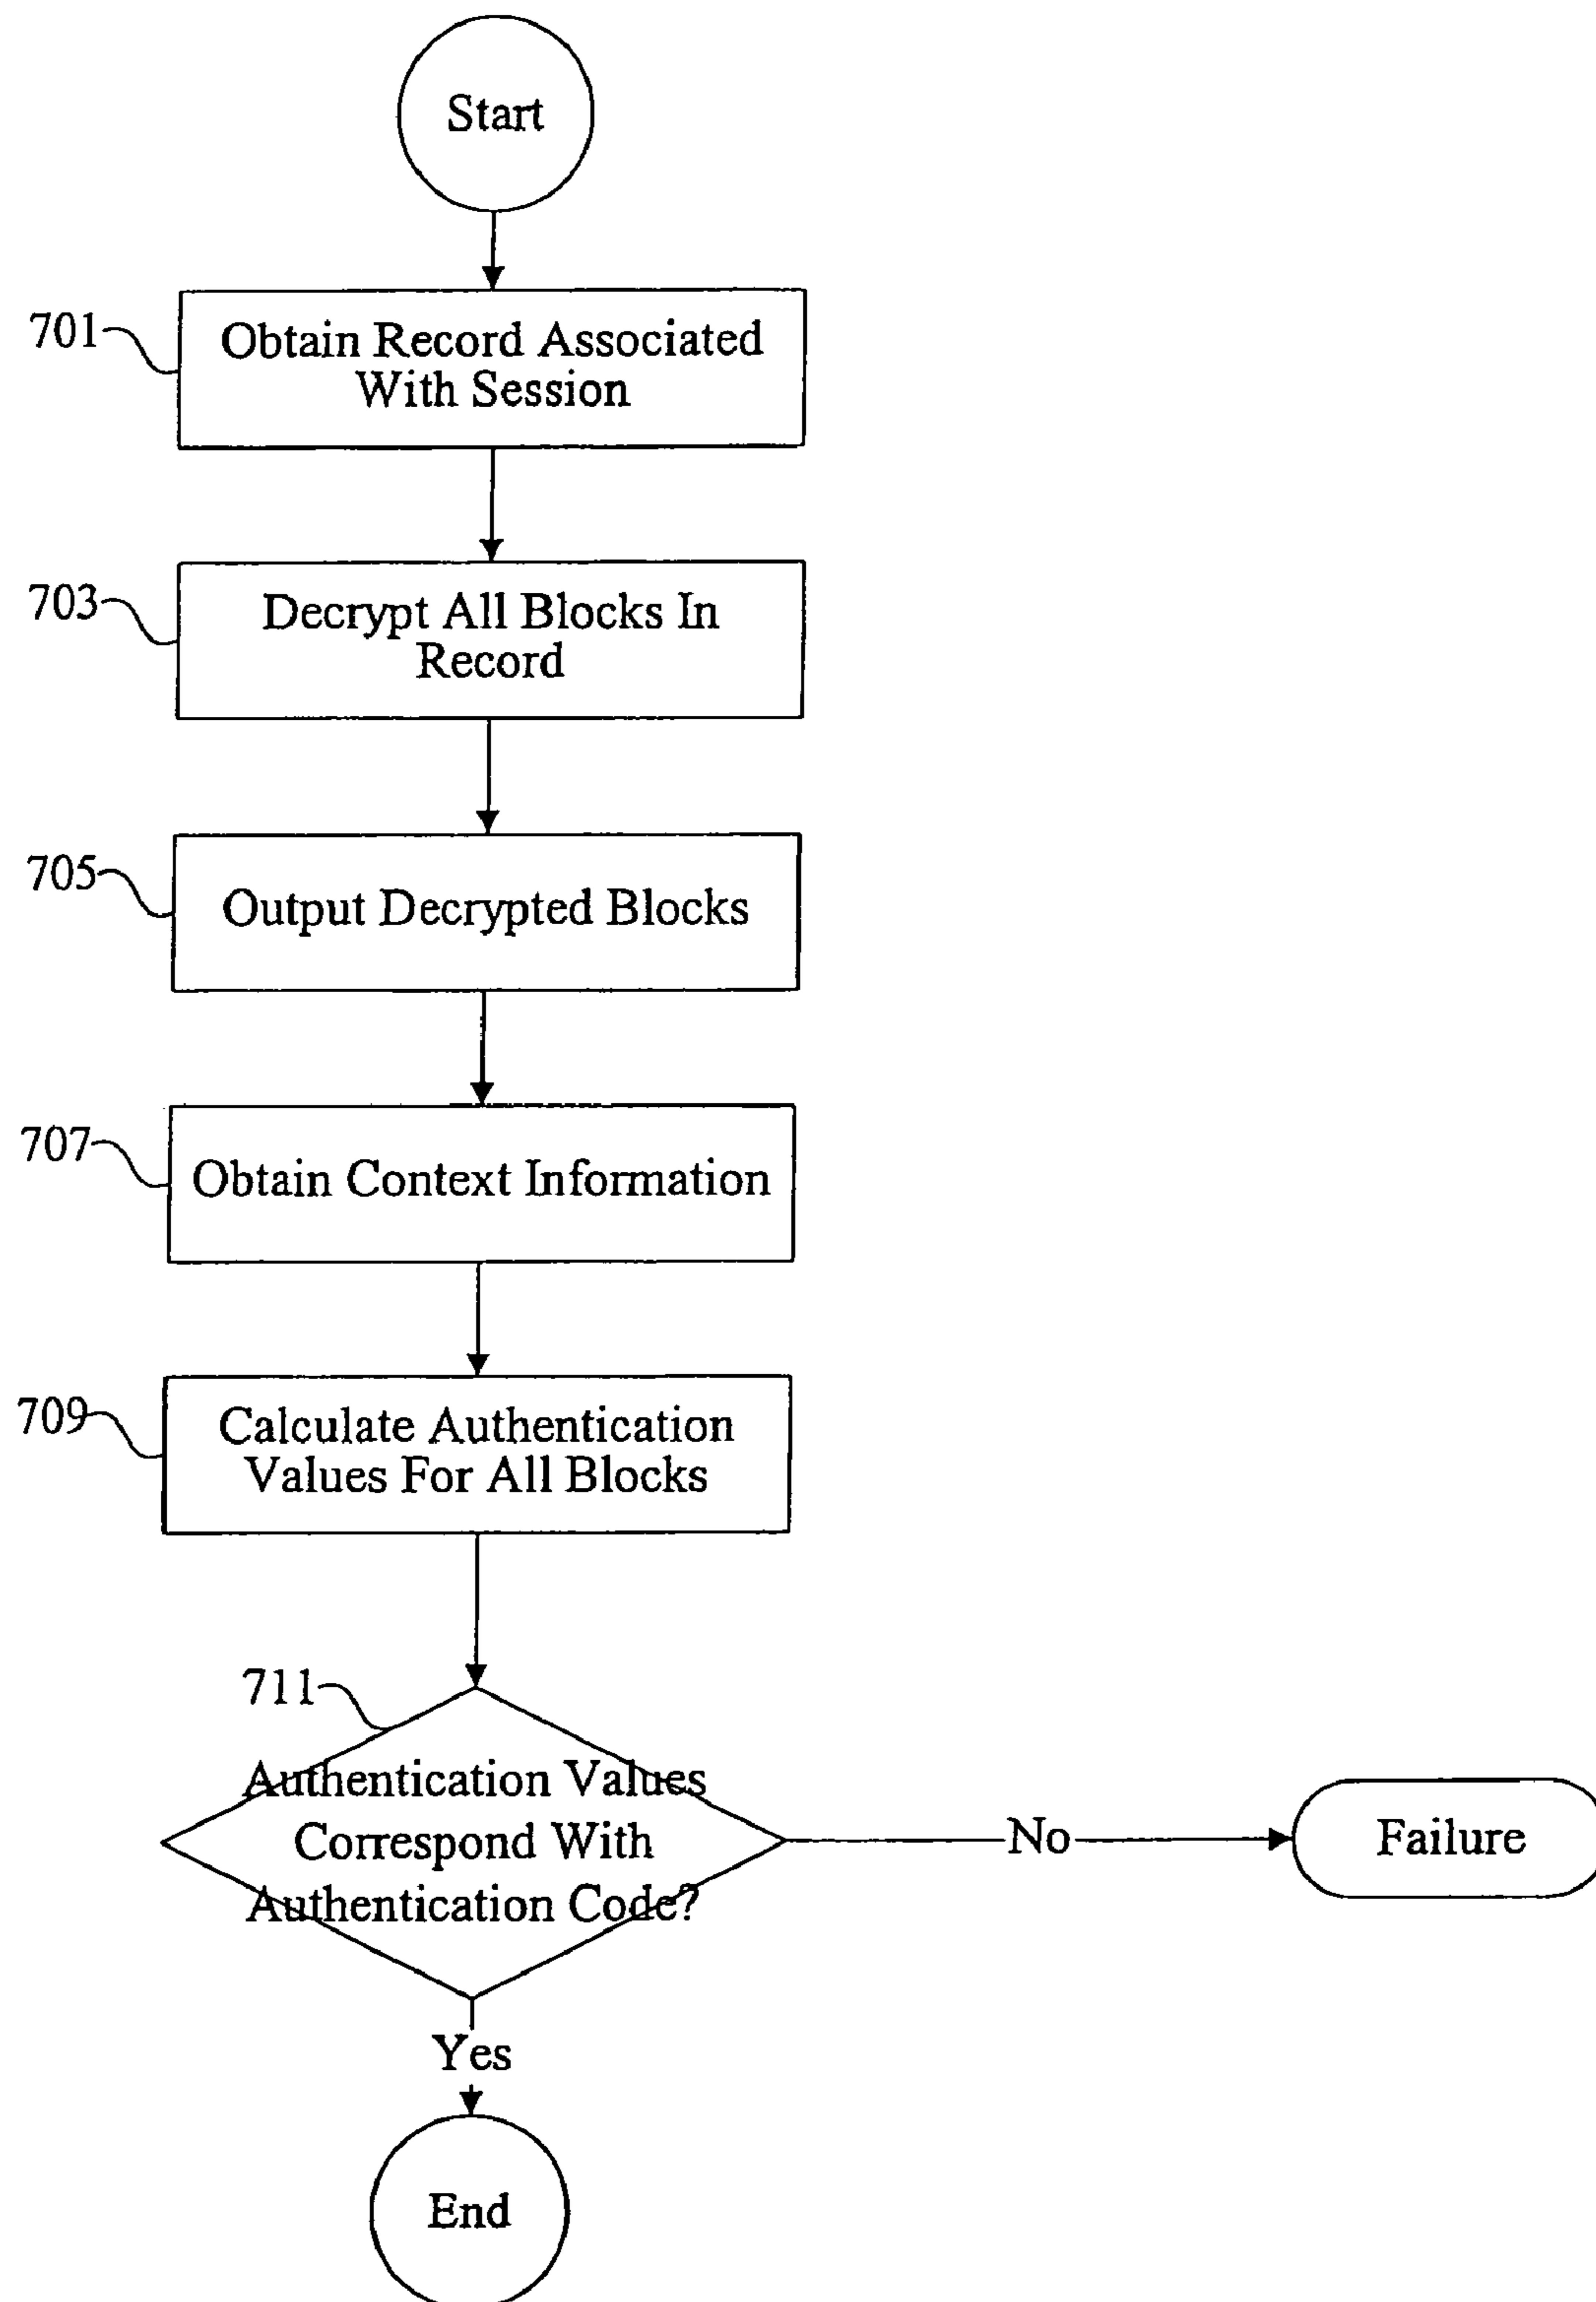 Start
701
Obtain Record Associated
With Session
703
Decrypt All Blocks In
Record
705
Output Decrypted Blocks
707
Obtain Context Information
709
Calculate Authentication
Values For All Blocks
711
Authentication Values
Correspond With
Authentication Code?
No
Failure
Yes
End